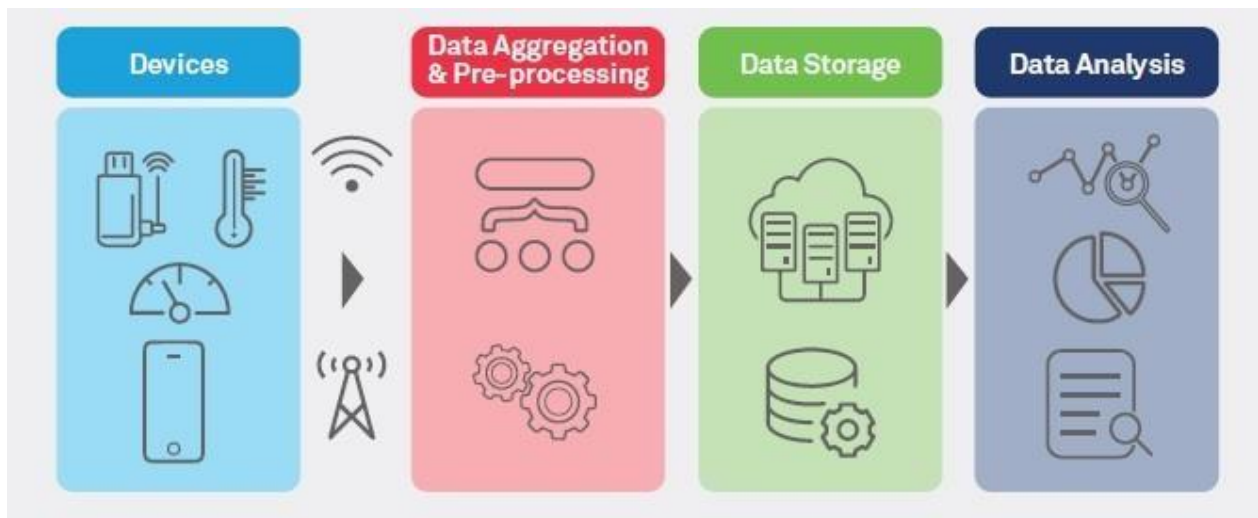 Devices
Data Aggregation
& Pre-processing
Data Storage
Data Analysis